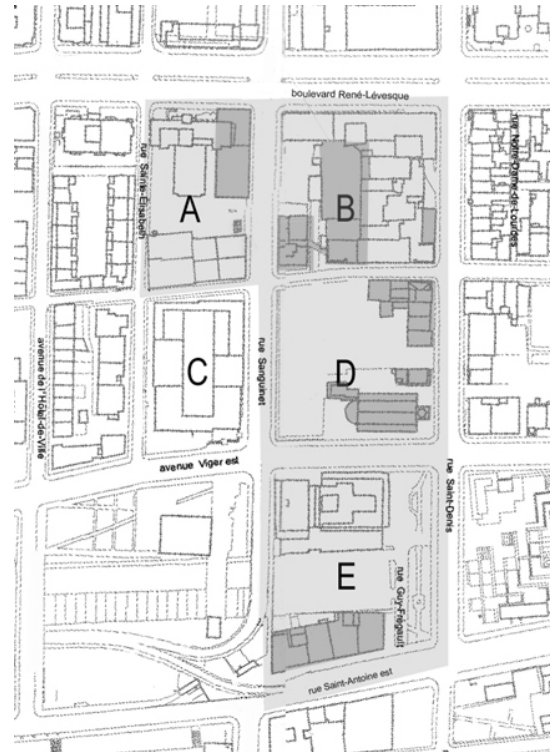 boulevard René-Lévesque
rue Sainte-Élisabeth
rue Notre-Dame-de-Lourdes
A
B
avenue de l'Hôtel-de-Ville
C
rue Sanguinet
D
avenue Viger est
rue Saint-Denis
E
rue Guy-Frégault
rue Saint-Antoine est